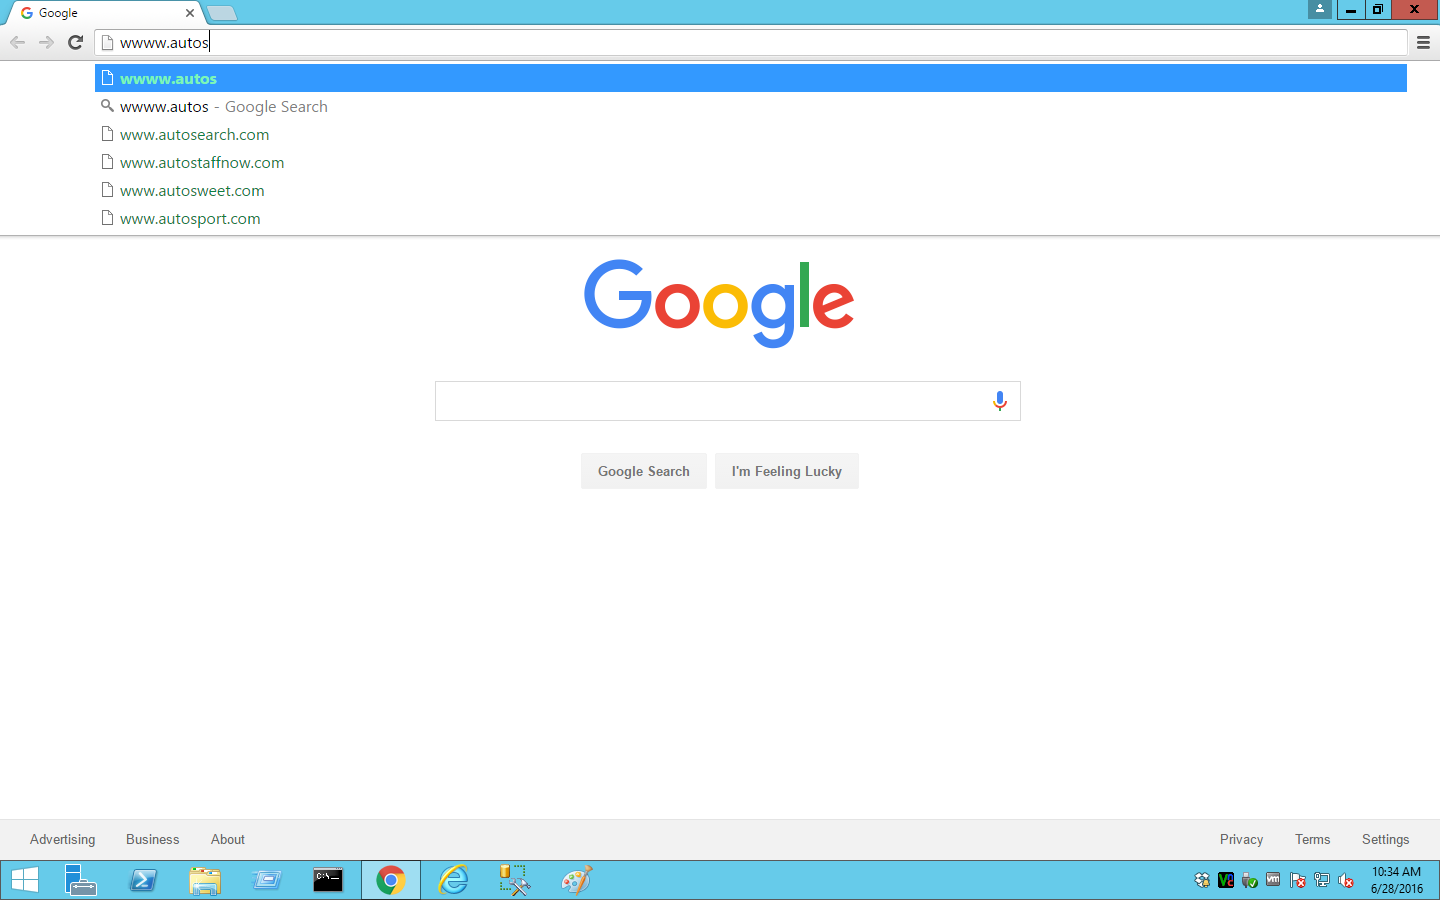 Google
wwww.autos
wwww.autos
wwww.autos - Google Search
www.autosearch.com
www.autostaffnow.com
www.autosweet.com
www.autosport.com
Google
Google Search I'm Feeling Lucky
Advertising Business About Privacy Terms Settings
C:\
vm
10:34 AM
6/28/2016